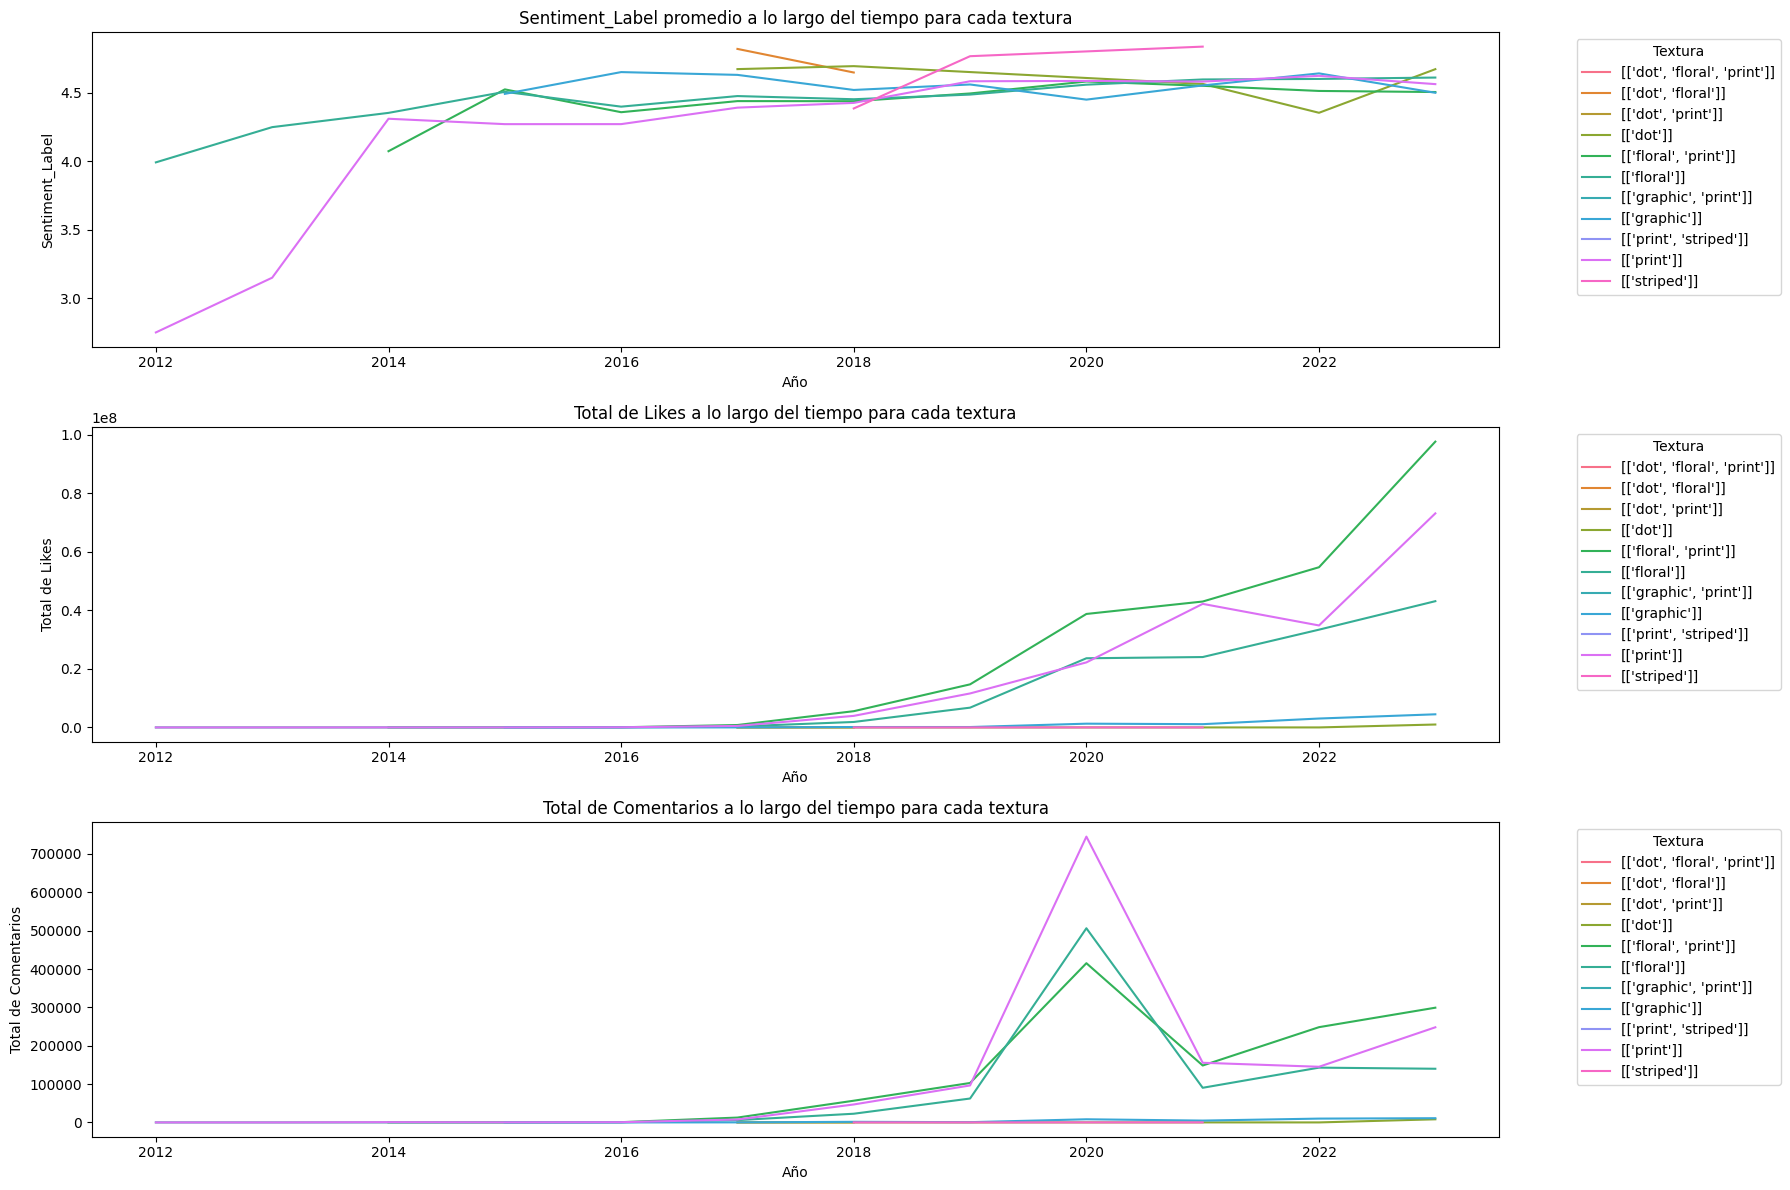 Sentiment_Label promedio a lo largo del tiempo para cada textura
Sentiment_Label
4.5
4.0
3.5
3.0
2012
2014
2016
2018
2020
2022
Año
Textura
[['dot', 'floral', 'print']]
[['dot', 'floral']]
[['dot', 'print']]
[['dot']]
[['floral', 'print']]
[['floral']]
[['graphic', 'print']]
[['graphic']]
[['print', 'striped']]
[['print']]
[['striped']]
Total de Likes a lo largo del tiempo para cada textura
1e8
Total de Likes
1.0
0.8
0.6
0.4
0.2
0.0
2012
2014
2016
2018
2020
2022
Año
Textura
[['dot', 'floral', 'print']]
[['dot', 'floral']]
[['dot', 'print']]
[['dot']]
[['floral', 'print']]
[['floral']]
[['graphic', 'print']]
[['graphic']]
[['print', 'striped']]
[['print']]
[['striped']]
Total de Comentarios a lo largo del tiempo para cada textura
Total de Comentarios
700000
600000
500000
400000
300000
200000
100000
0
2012
2014
2016
2018
2020
2022
Año
Textura
[['dot', 'floral', 'print']]
[['dot', 'floral']]
[['dot', 'print']]
[['dot']]
[['floral', 'print']]
[['floral']]
[['graphic', 'print']]
[['graphic']]
[['print', 'striped']]
[['print']]
[['striped']]